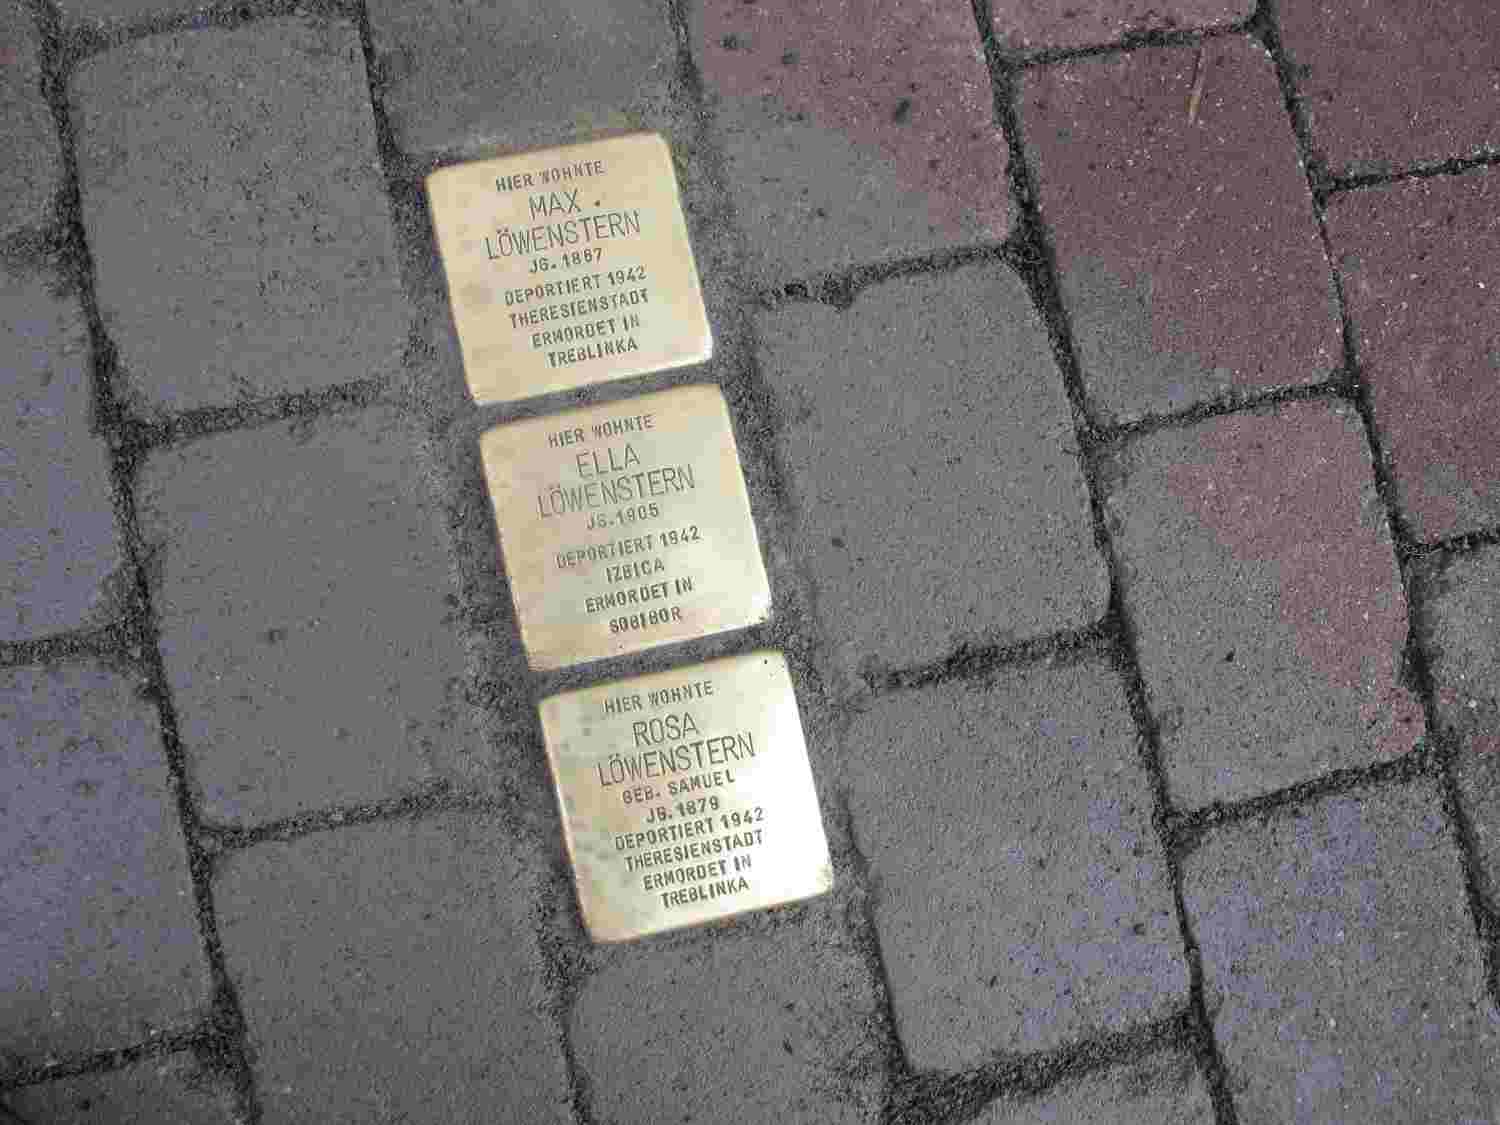 HIER WOHNTE
MAX
LÖWENSTERN
JG. 1867
DEPORTIERT 1942
THERESIENSTADT
ERMORDET IN
TREBLINKA
HIER WOHNTE
ELLA
LÖWENSTERN
JG. 1905
DEPORTIERT 1942
IZBICA
ERMORDET IN
SOBIBOR
HIER WOHNTE
ROSA
LÖWENSTERN
GEB. SAMUEL
JG. 1879
DEPORTIERT 1942
THERESIENSTADT
ERMORDET IN
TREBLINKA